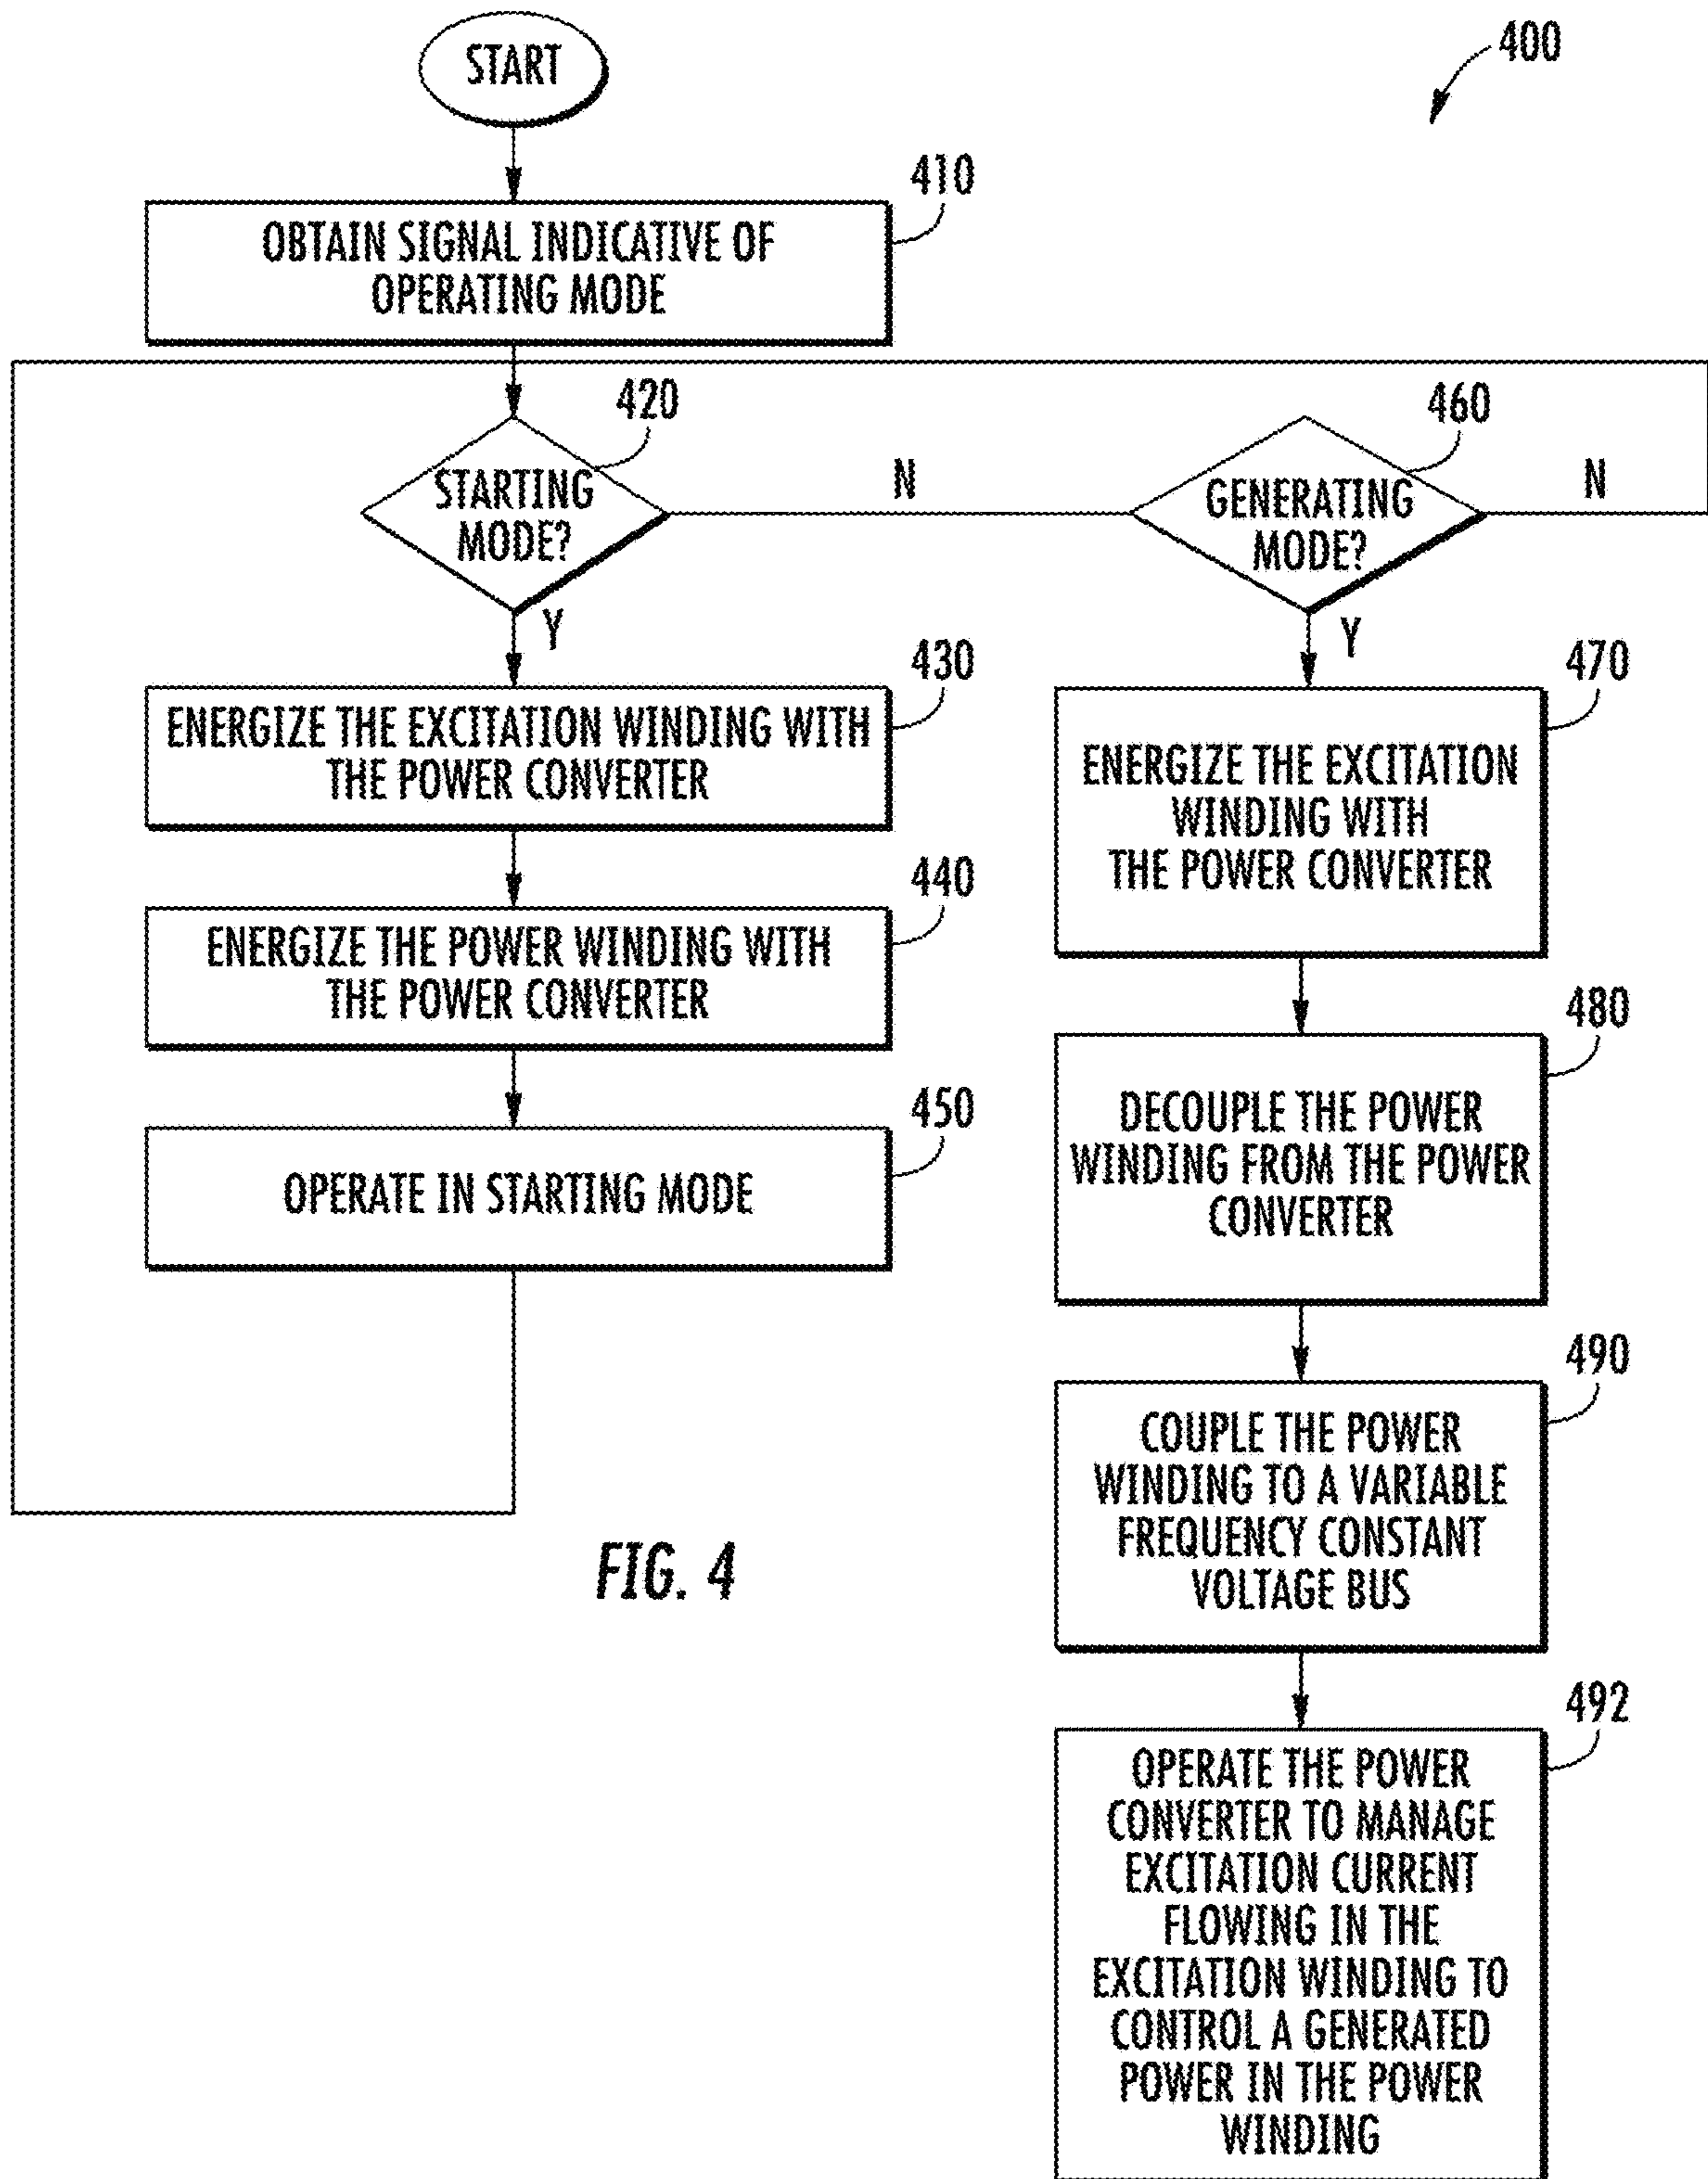 START
400
410
OBTAIN SIGNAL INDICATIVE OF
OPERATING MODE
420
STARTING
MODE?
N
460
GENERATING
MODE?
N
Y
430
ENERGIZE THE EXCITATION WINDING WITH
THE POWER CONVERTER
440
ENERGIZE THE POWER WINDING WITH
THE POWER CONVERTER
450
OPERATE IN STARTING MODE
Y
470
ENERGIZE THE EXCITATION
WINDING WITH
THE POWER CONVERTER
480
DECOUPLE THE POWER
WINDING FROM THE POWER
CONVERTER
490
COUPLE THE POWER
WINDING TO A VARIABLE
FREQUENCY CONSTANT
VOLTAGE BUS
492
OPERATE THE POWER
CONVERTER TO MANAGE
EXCITATION CURRENT
FLOWING IN THE
EXCITATION WINDING TO
CONTROL A GENERATED
POWER IN THE POWER
WINDING
FIG. 4